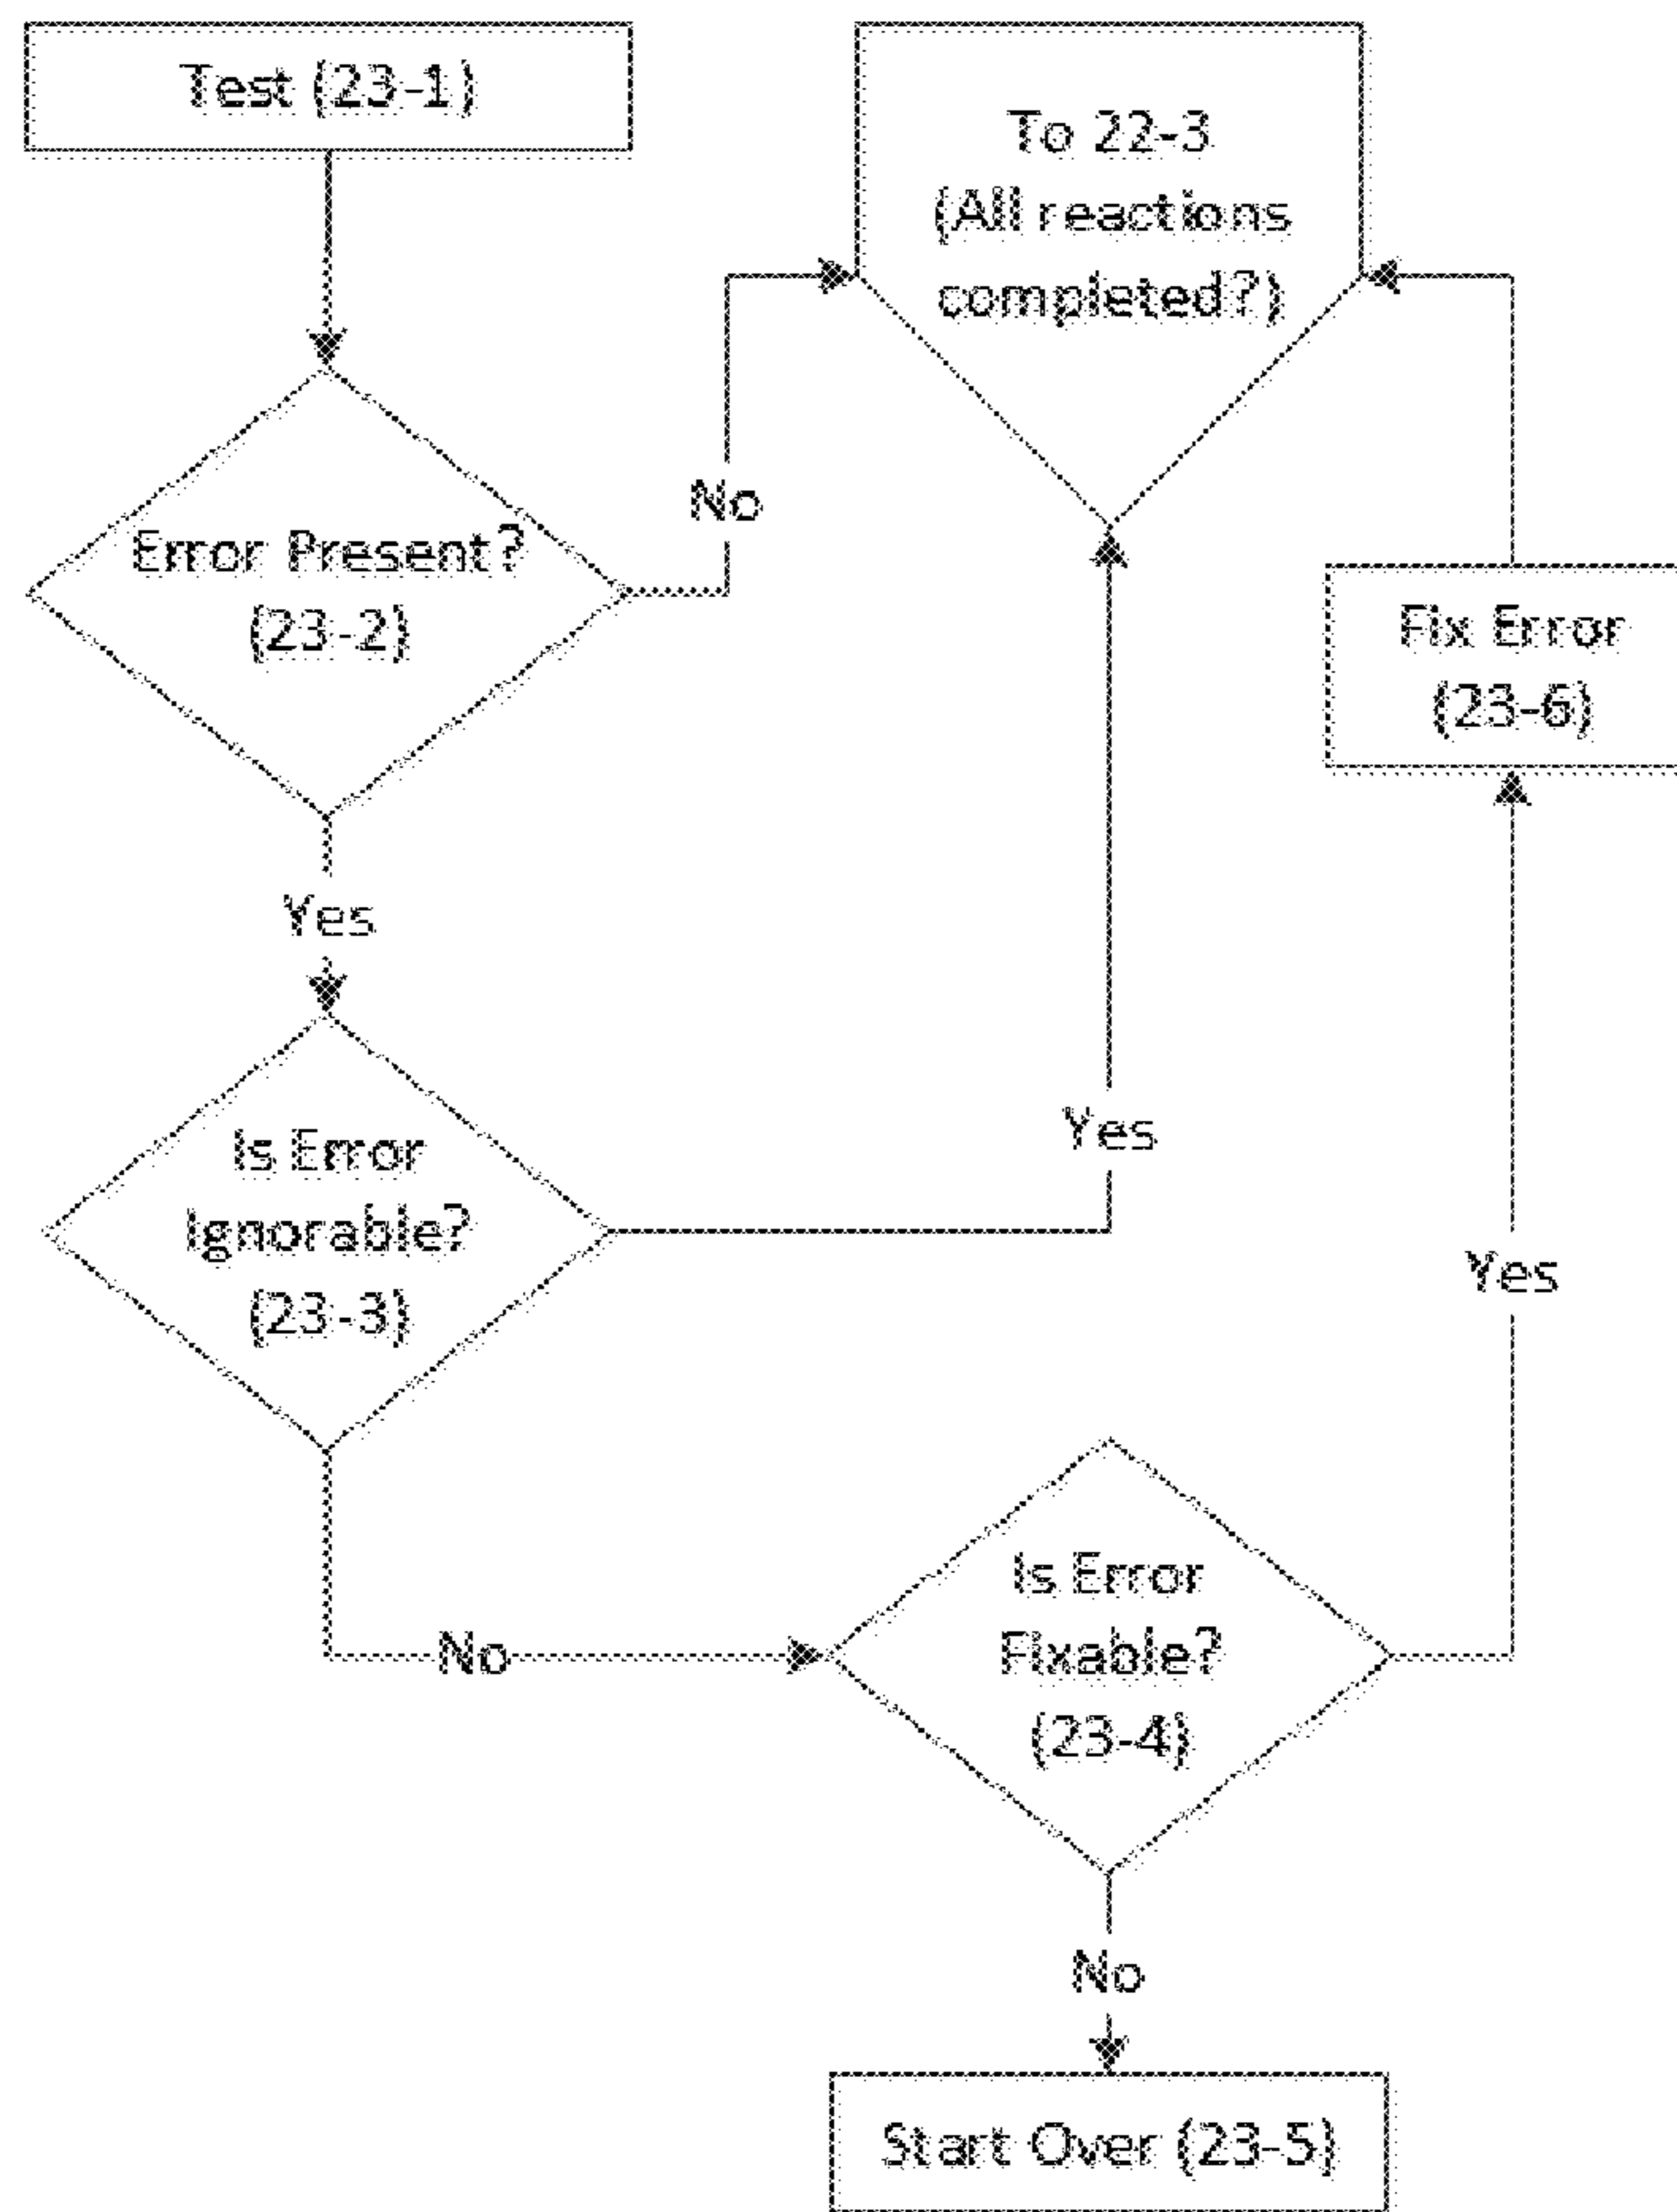 Test (23-1)
To 22-3
(All reactions
completed?)
No
Error Present?
(23-2)
Fix Error
(23-6)
Yes
Is Error
Ignorable?
(23-3)
Yes
Yes
No
Is Error
Fixable?
(23-4)
No
Start Over (23-5)